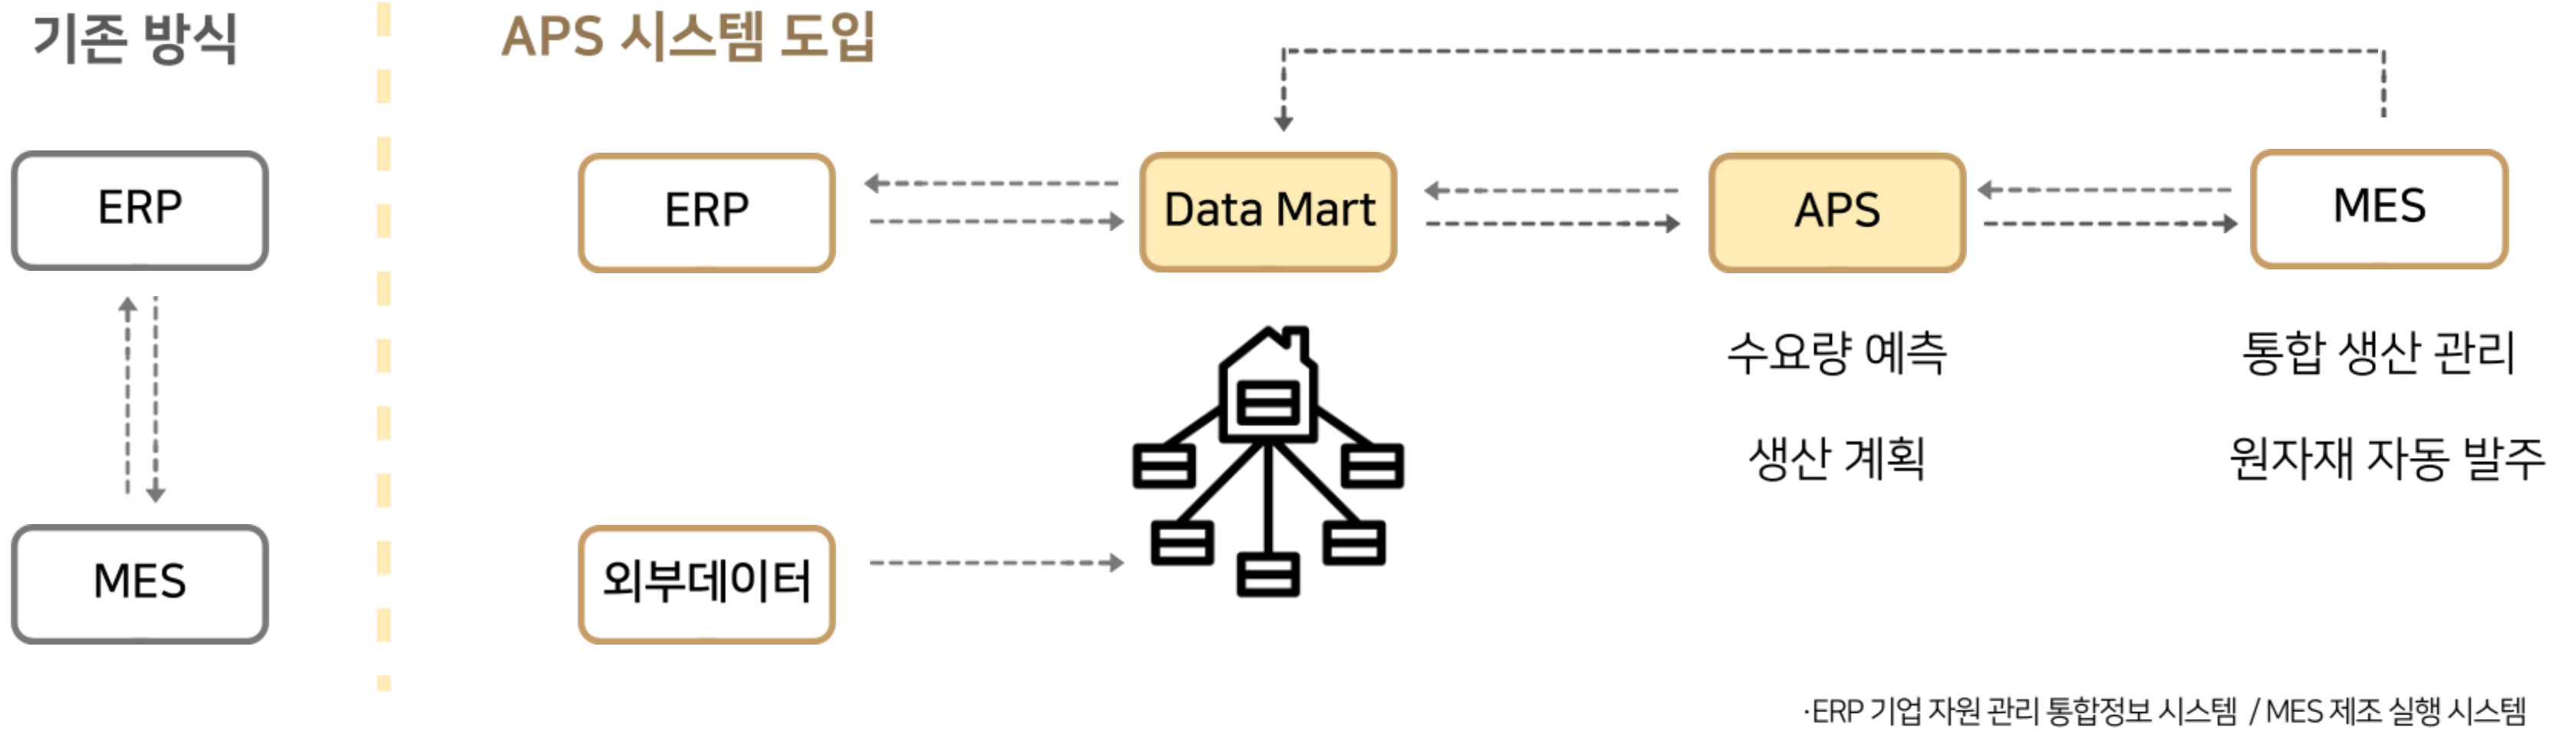 기존 방식
ERP
MES
APS 시스템 도입
ERP
Data Mart
APS
MES
수요량 예측
생산 계획
통합 생산 관리
원자재 자동 발주
외부데이터
·ERP 기업 자원 관리 통합정보 시스템 / MES 제조 실행 시스템